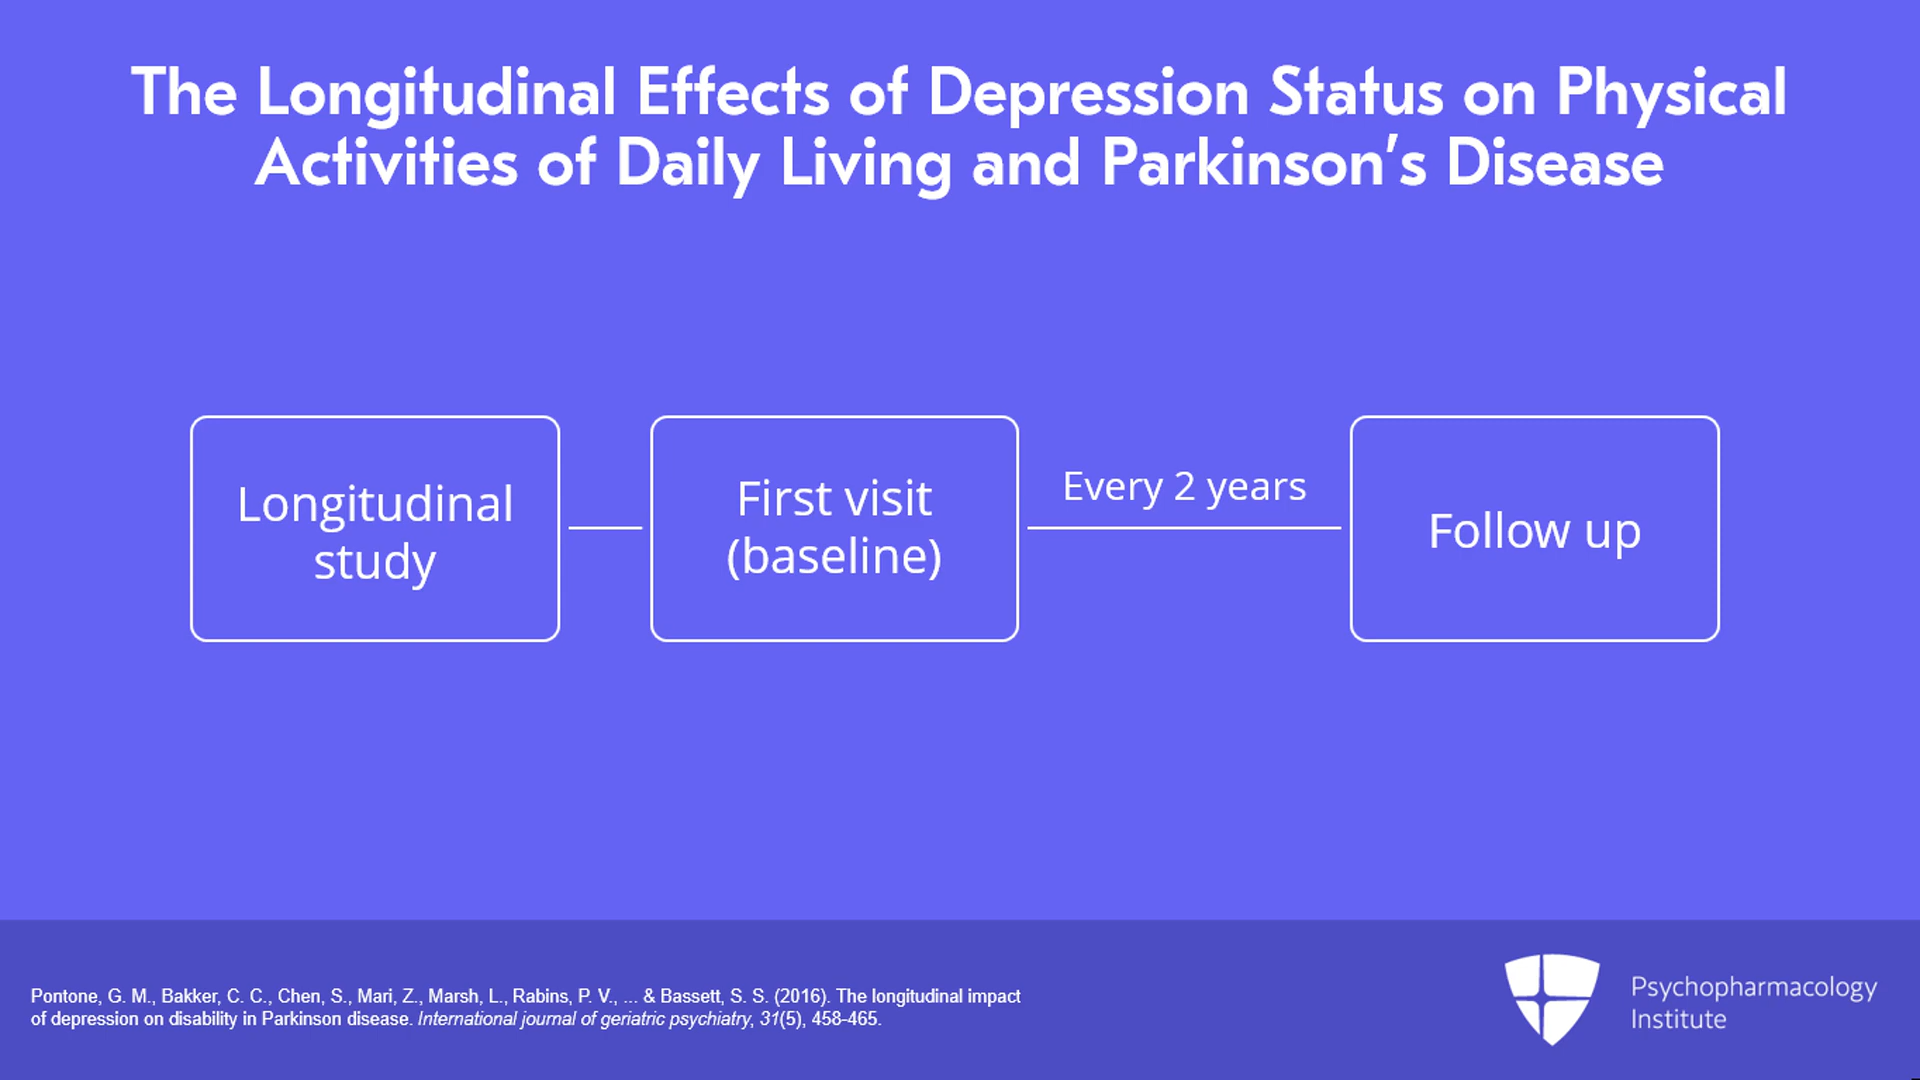 The Longitudinal Effects of Depression Status on Physical
Activities of Daily Living and Parkinson's Disease
Longitudinal
study
First visit
(baseline)
Every 2 years
Follow up
Pontone, G. M., Bakker, C. C., Chen, S., Mari, Z., Marsh, L., Rabins, P. V., ... & Bassett, S. S. (2016). The longitudinal impact
of depression on disability in Parkinson disease. International journal of geriatric psychiatry, 31(5), 458-465.
Psychopharmacology
Institute